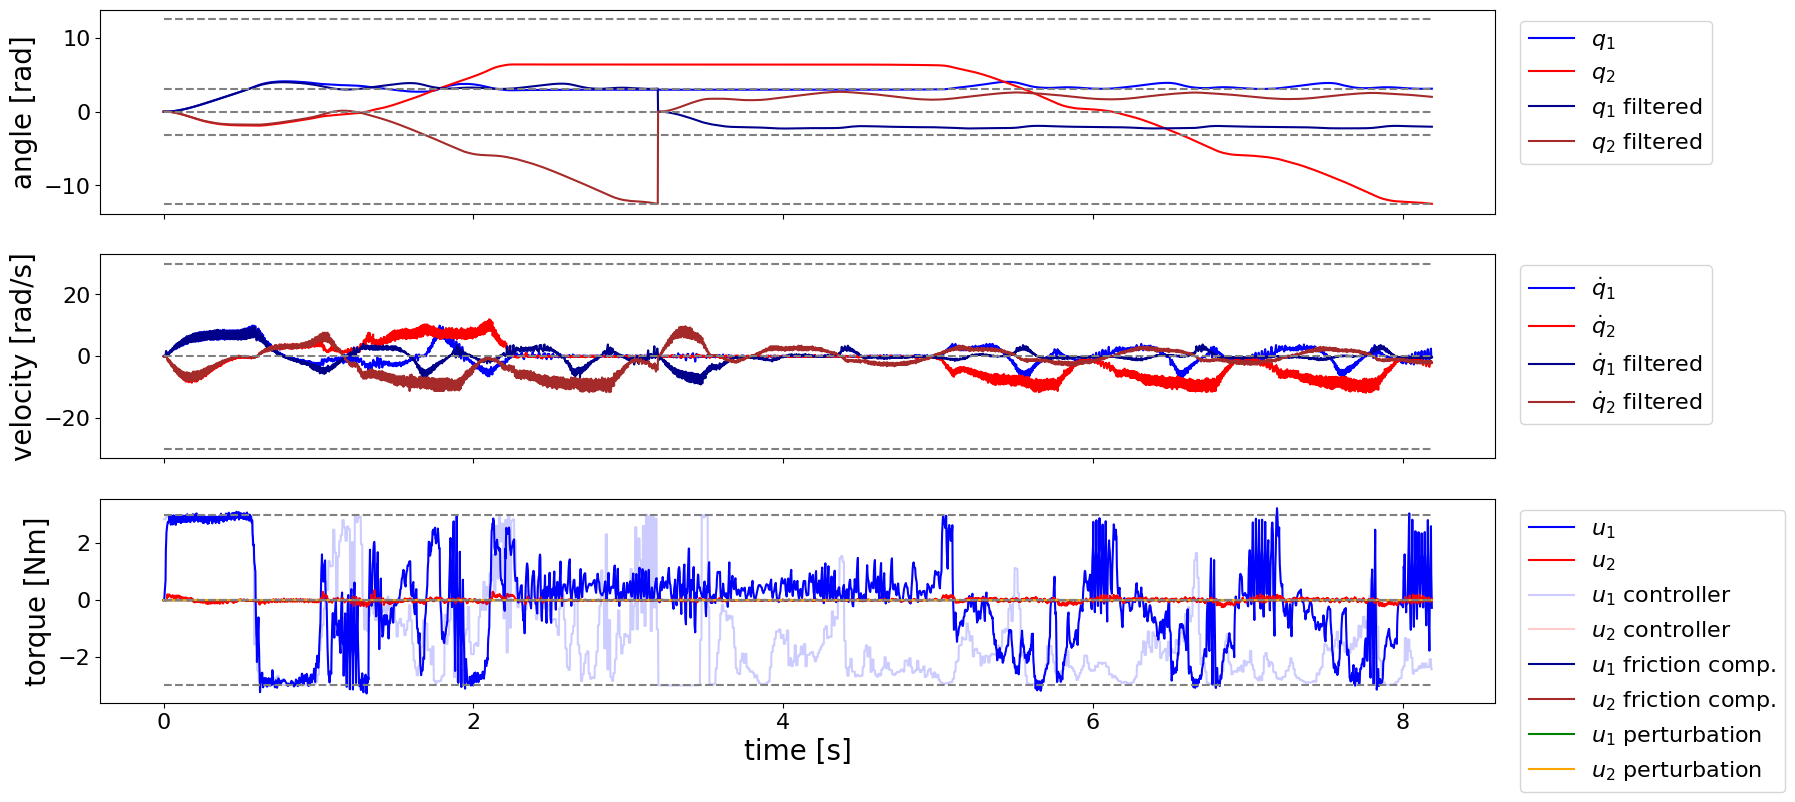 angle [rad]
10
0
−10
q₁
q₂
q₁ filtered
q₂ filtered
velocity [rad/s]
20
0
−20
q̇₁
q̇₂
q̇₁ filtered
q̇₂ filtered
torque [Nm]
2
0
−2
0 2 4 6 8
time [s]
u₁
u₂
u₁ controller
u₂ controller
u₁ friction comp.
u₂ friction comp.
u₁ perturbation
u₂ perturbation